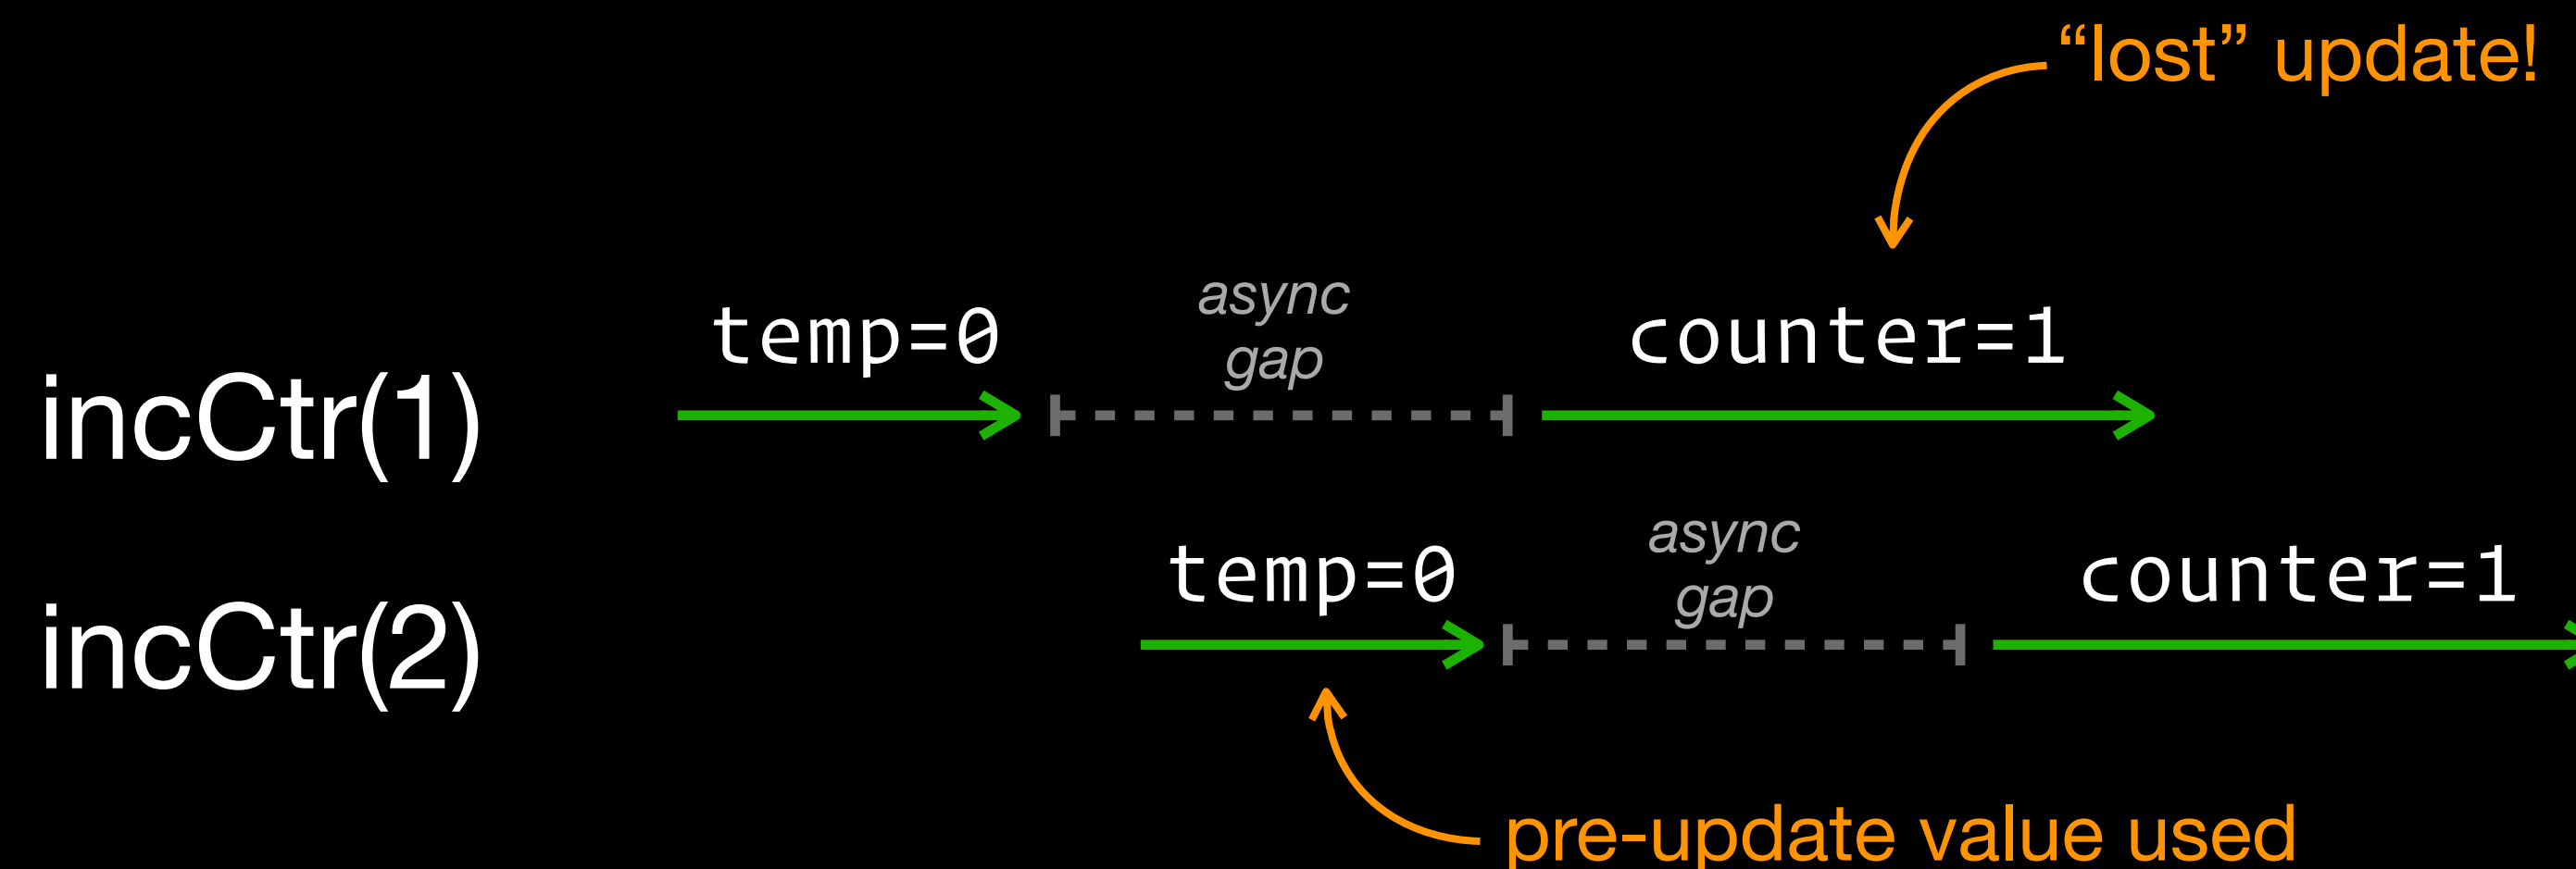 “lost” update!
async
gap
temp=0
counter=1
incCtr(1)
async
gap
temp=0
counter=1
incCtr(2)
pre-update value used